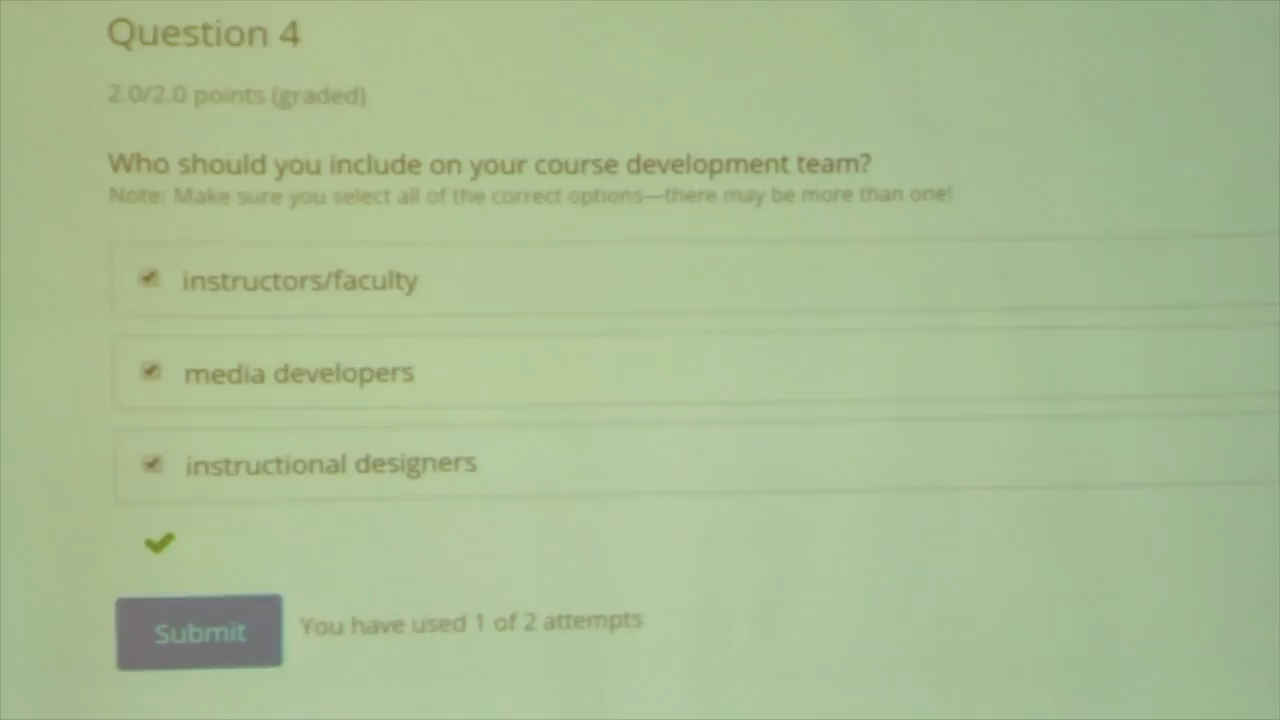 Question 4
2.0/2.0 points (graded)
Who should you include on your course development team?
Note: Make sure you select all of the correct options—there may be more than one!
instructors/faculty
media developers
instructional designers
Submit You have used 1 of 2 attempts